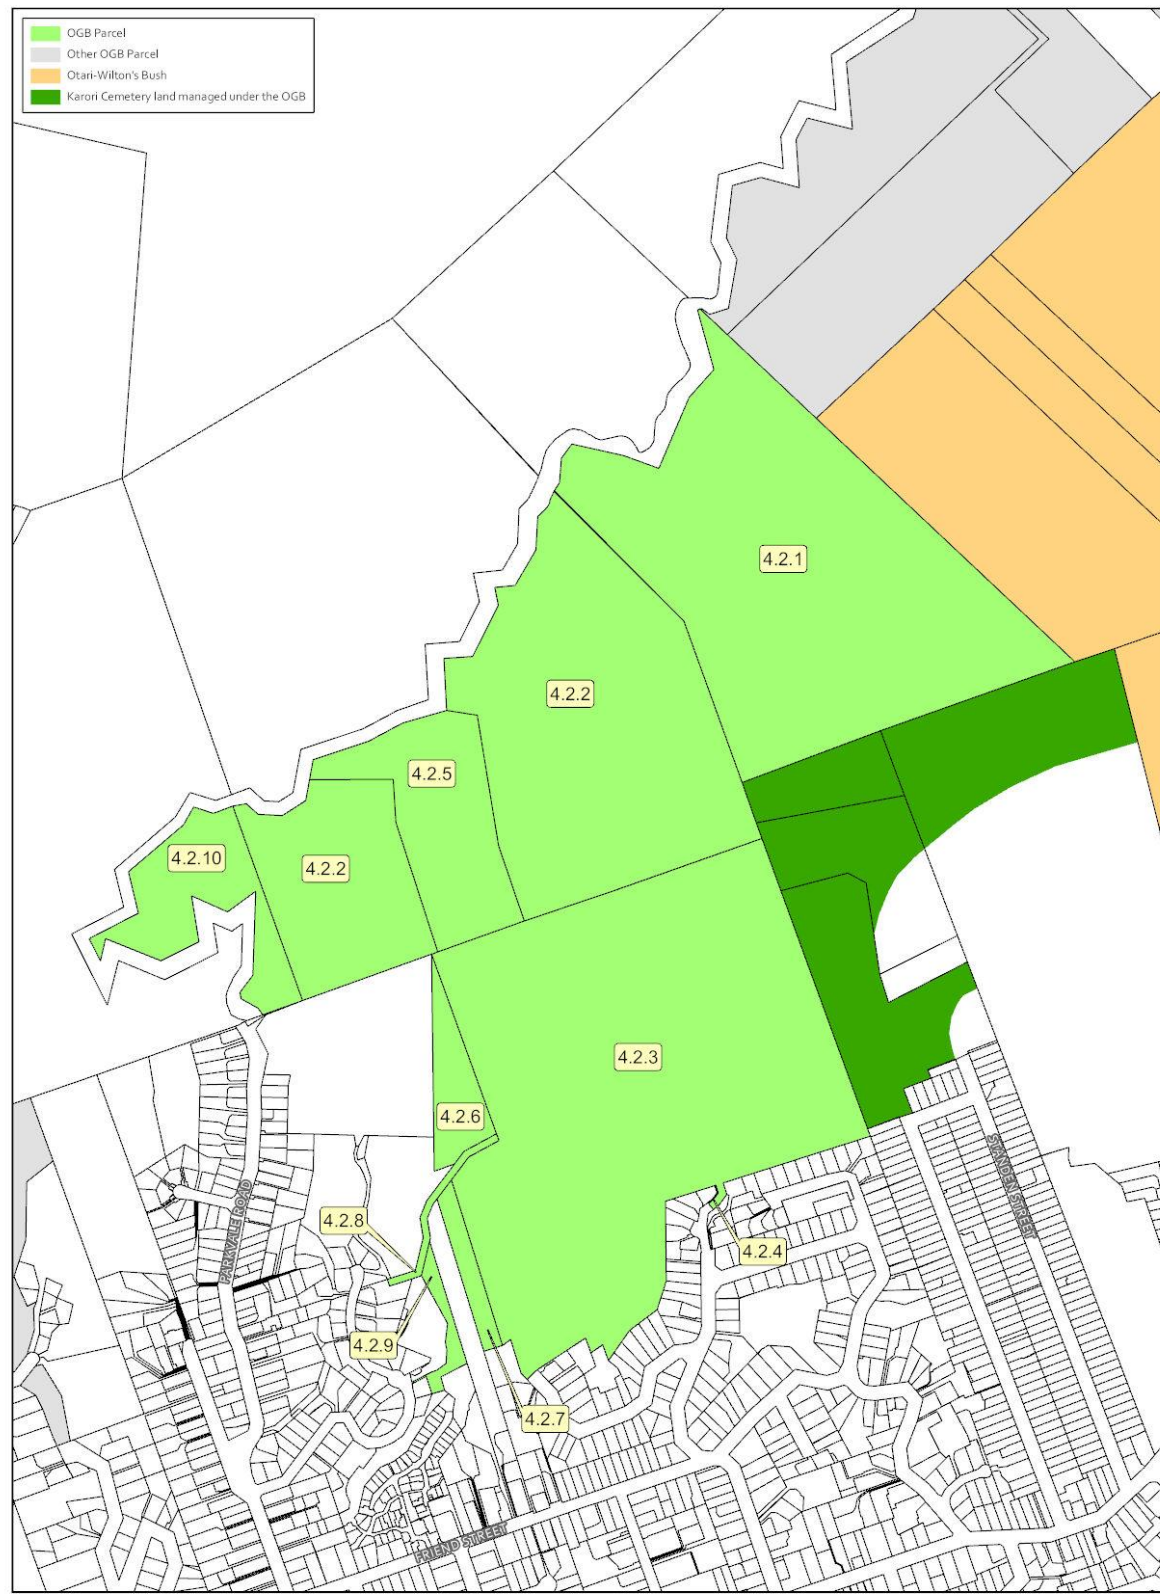 OGB Parcel
Other OGB Parcel
Otari-Wilton's Bush
Karori Cemetery land managed under the OGB
4.2.1
4.2.2
4.2.5
4.2.10
4.2.2
4.2.3
4.2.6
STANDEN STREET
PARKVALE ROAD
4.2.8
4.2.4
4.2.9
4.2.7
FRIEND STREET